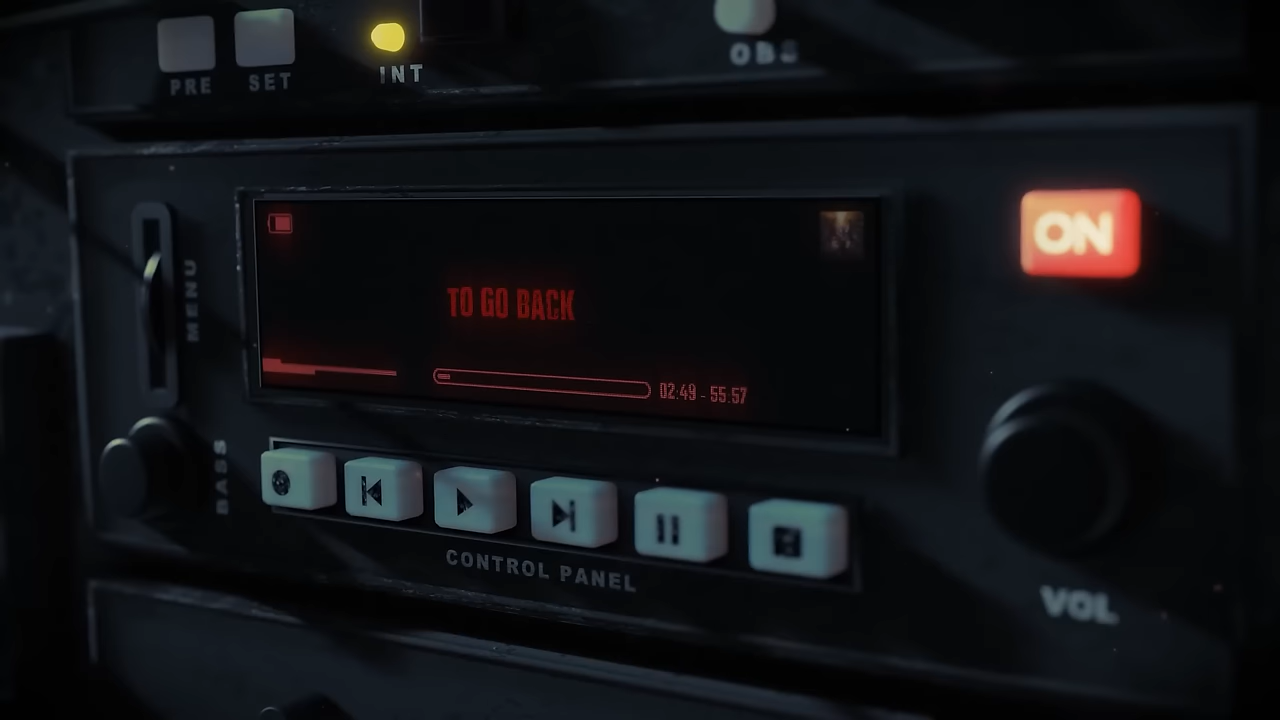 PRE
SET
INT
OBS
ON
MENU
TO GO BACK
02:49 - 55:57
BASS
CONTROL PANEL
VOL